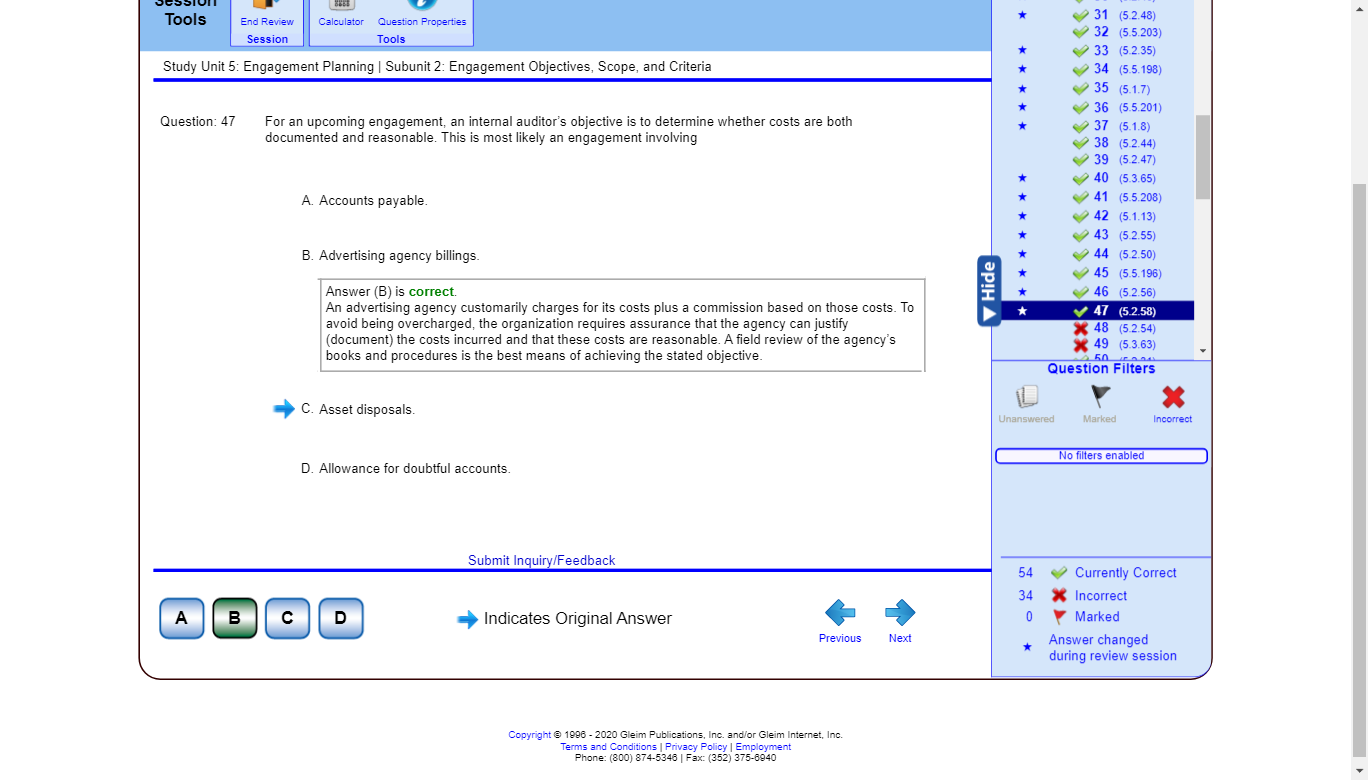 Session
Tools
End Review
Session
Calculator
Question Properties
Tools
Study Unit 5: Engagement Planning | Subunit 2: Engagement Objectives, Scope, and Criteria
Question: 47
For an upcoming engagement, an internal auditor's objective is to determine whether costs are both
documented and reasonable. This is most likely an engagement involving
A. Accounts payable.
B. Advertising agency billings.
Answer (B) is correct.
An advertising agency customarily charges for its costs plus a commission based on those costs. To
avoid being overcharged, the organization requires assurance that the agency can justify
(document) the costs incurred and that these costs are reasonable. A field review of the agency's
books and procedures is the best means of achieving the stated objective.
C. Asset disposals.
D. Allowance for doubtful accounts.
Submit Inquiry/Feedback
A B C D
Indicates Original Answer
Previous
Next
Hide
31 (5.2.48)
32 (5.5.203)
33 (5.2.35)
34 (5.5.198)
35 (5.1.7)
36 (5.5.201)
37 (5.1.8)
38 (5.2.44)
39 (5.2.47)
40 (5.3.65)
41 (5.5.208)
42 (5.1.13)
43 (5.2.55)
44 (5.2.50)
45 (5.5.196)
46 (5.2.56)
47 (5.2.58)
48 (5.2.54)
49 (5.3.63)
50
Question Filters
Unanswered
Marked
Incorrect
No filters enabled
54 Currently Correct
34 Incorrect
0 Marked
Answer changed
during review session
Copyright © 1996 - 2020 Gleim Publications, Inc. and/or Gleim Internet, Inc.
Terms and Conditions | Privacy Policy | Employment
Phone: (800) 874-5346 | Fax: (352) 375-6940